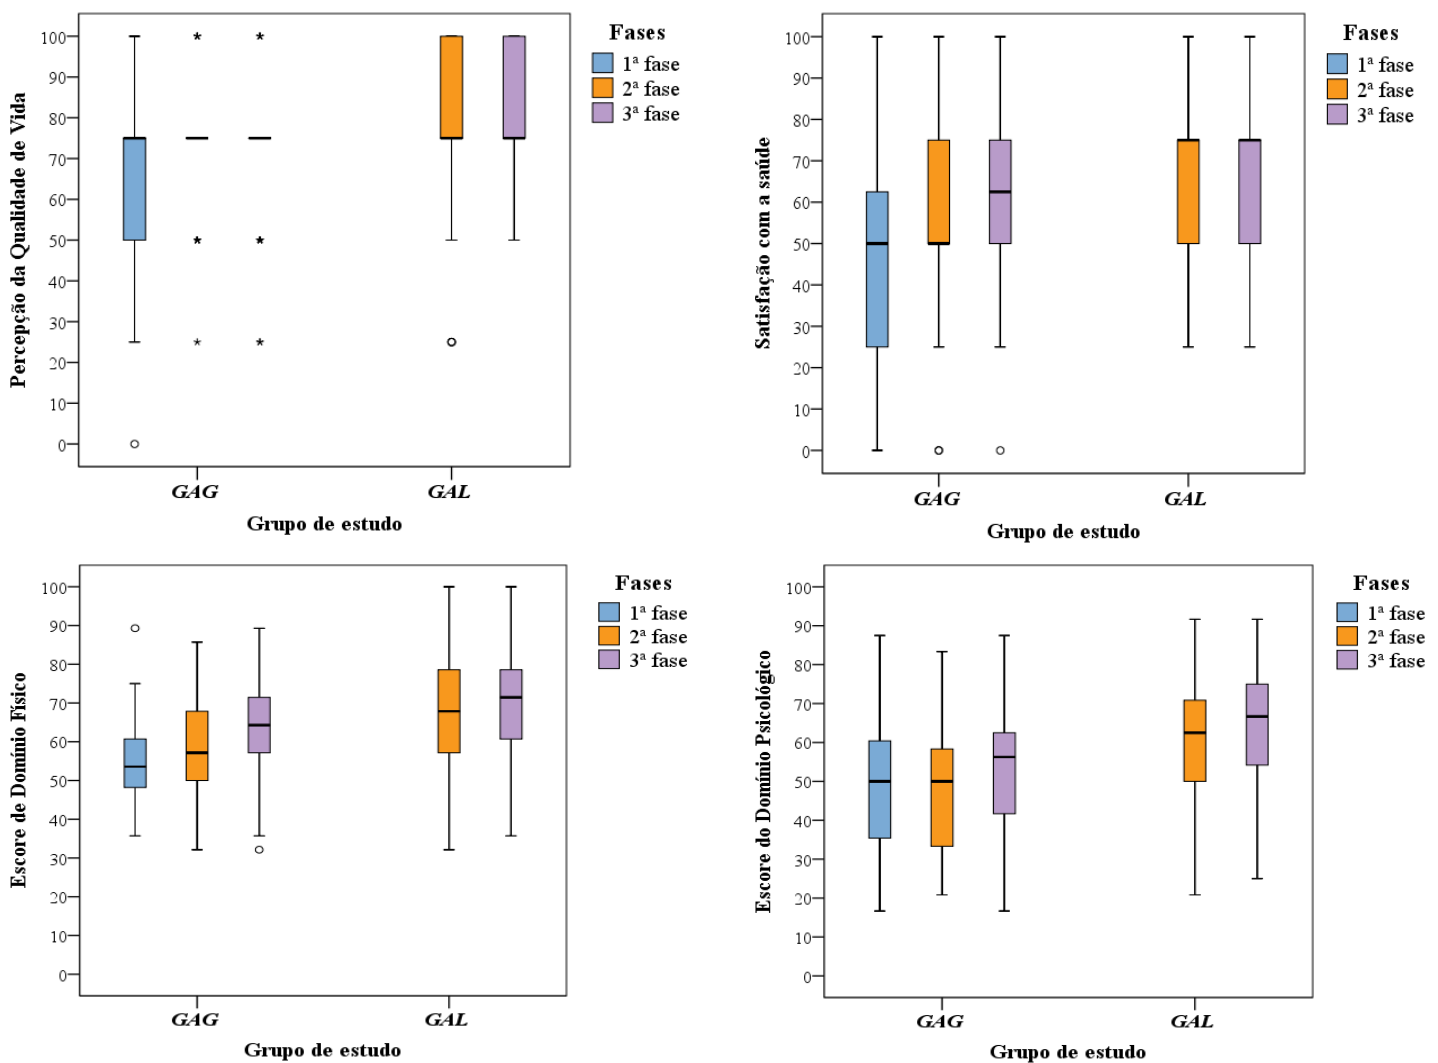 Percepção da Qualidade de Vida
100
90
80
70
60
50
40
30
20
10
0
GAG GAL
Grupo de estudo
Fases
1ª fase
2ª fase
3ª fase
Satisfação com a saúde
100
90
80
70
60
50
40
30
20
10
0
GAG GAL
Grupo de estudo
Fases
1ª fase
2ª fase
3ª fase
Escore de Domínio Físico
100
90
80
70
60
50
40
30
20
10
0
GAG GAL
Grupo de estudo
Fases
1ª fase
2ª fase
3ª fase
Escore do Domínio Psicológico
100
90
80
70
60
50
40
30
20
10
0
GAG GAL
Grupo de estudo
Fases
1ª fase
2ª fase
3ª fase